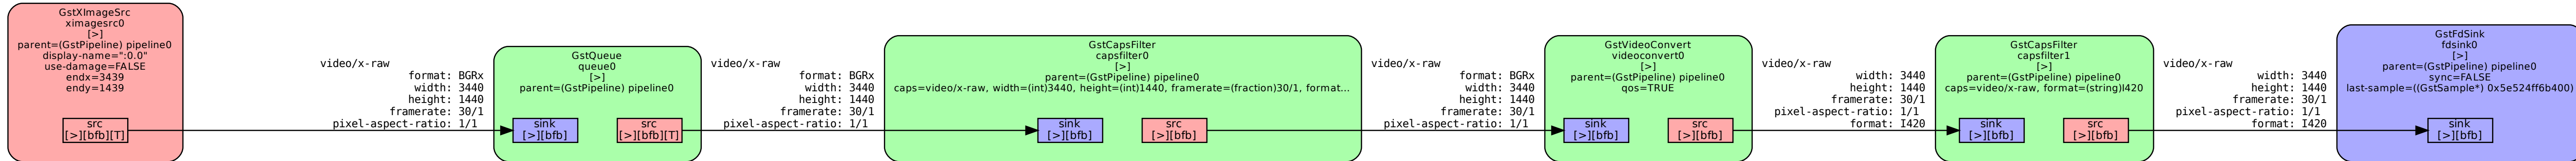 GstXImageSrc
ximagesrc0
[>]
parent=(GstPipeline) pipeline0
display-name=":0.0"
use-damage=FALSE
endx=3439
endy=1439
src
[>][bfb][T]
video/x-raw
format: BGRx
width: 3440
height: 1440
framerate: 30/1
pixel-aspect-ratio: 1/1
GstQueue
queue0
[>]
parent=(GstPipeline) pipeline0
sink
[>][bfb]
src
[>][bfb][T]
video/x-raw
format: BGRx
width: 3440
height: 1440
framerate: 30/1
pixel-aspect-ratio: 1/1
GstCapsFilter
capsfilter0
[>]
parent=(GstPipeline) pipeline0
caps=video/x-raw, width=(int)3440, height=(int)1440, framerate=(fraction)30/1, format...
sink
[>][bfb]
src
[>][bfb]
video/x-raw
format: BGRx
width: 3440
height: 1440
framerate: 30/1
pixel-aspect-ratio: 1/1
GstVideoConvert
videoconvert0
[>]
parent=(GstPipeline) pipeline0
qos=TRUE
sink
[>][bfb]
src
[>][bfb]
video/x-raw
width: 3440
height: 1440
framerate: 30/1
pixel-aspect-ratio: 1/1
format: I420
GstCapsFilter
capsfilter1
[>]
parent=(GstPipeline) pipeline0
caps=video/x-raw, format=(string)I420
sink
[>][bfb]
src
[>][bfb]
video/x-raw
width: 3440
height: 1440
framerate: 30/1
pixel-aspect-ratio: 1/1
format: I420
GstFdSink
fdsink0
[>]
parent=(GstPipeline) pipeline0
sync=FALSE
last-sample=((GstSample*) 0x5e524ff6b400)
sink
[>][bfb]